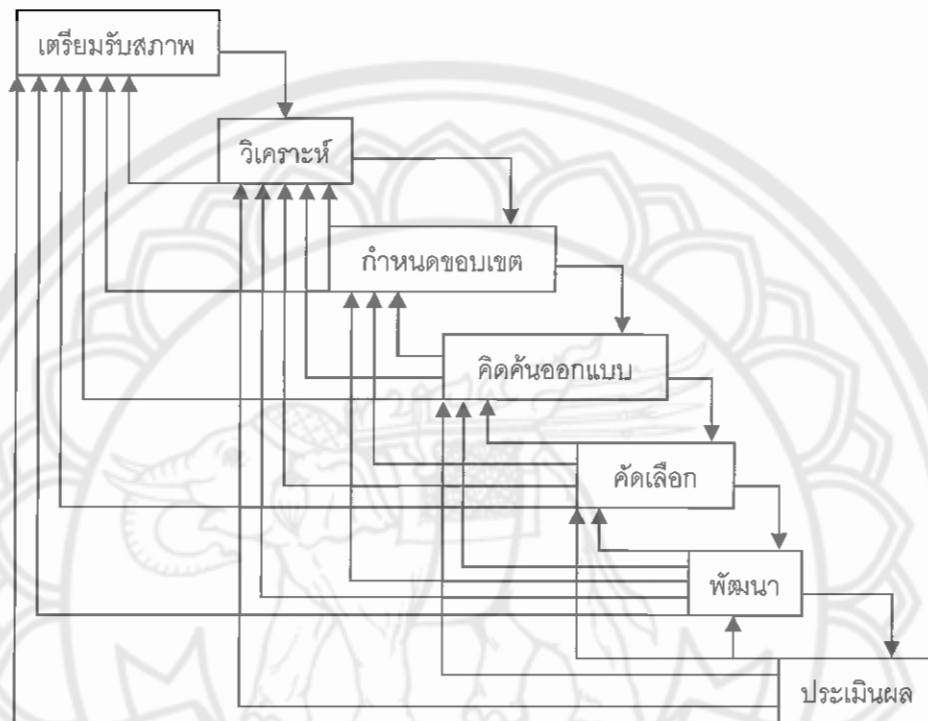 เตรียมรับสภาพ
วิเคราะห์
กำหนดขอบเขต
คิดค้นออกแบบ
คัดเลือก
พัฒนา
ประเมินผล